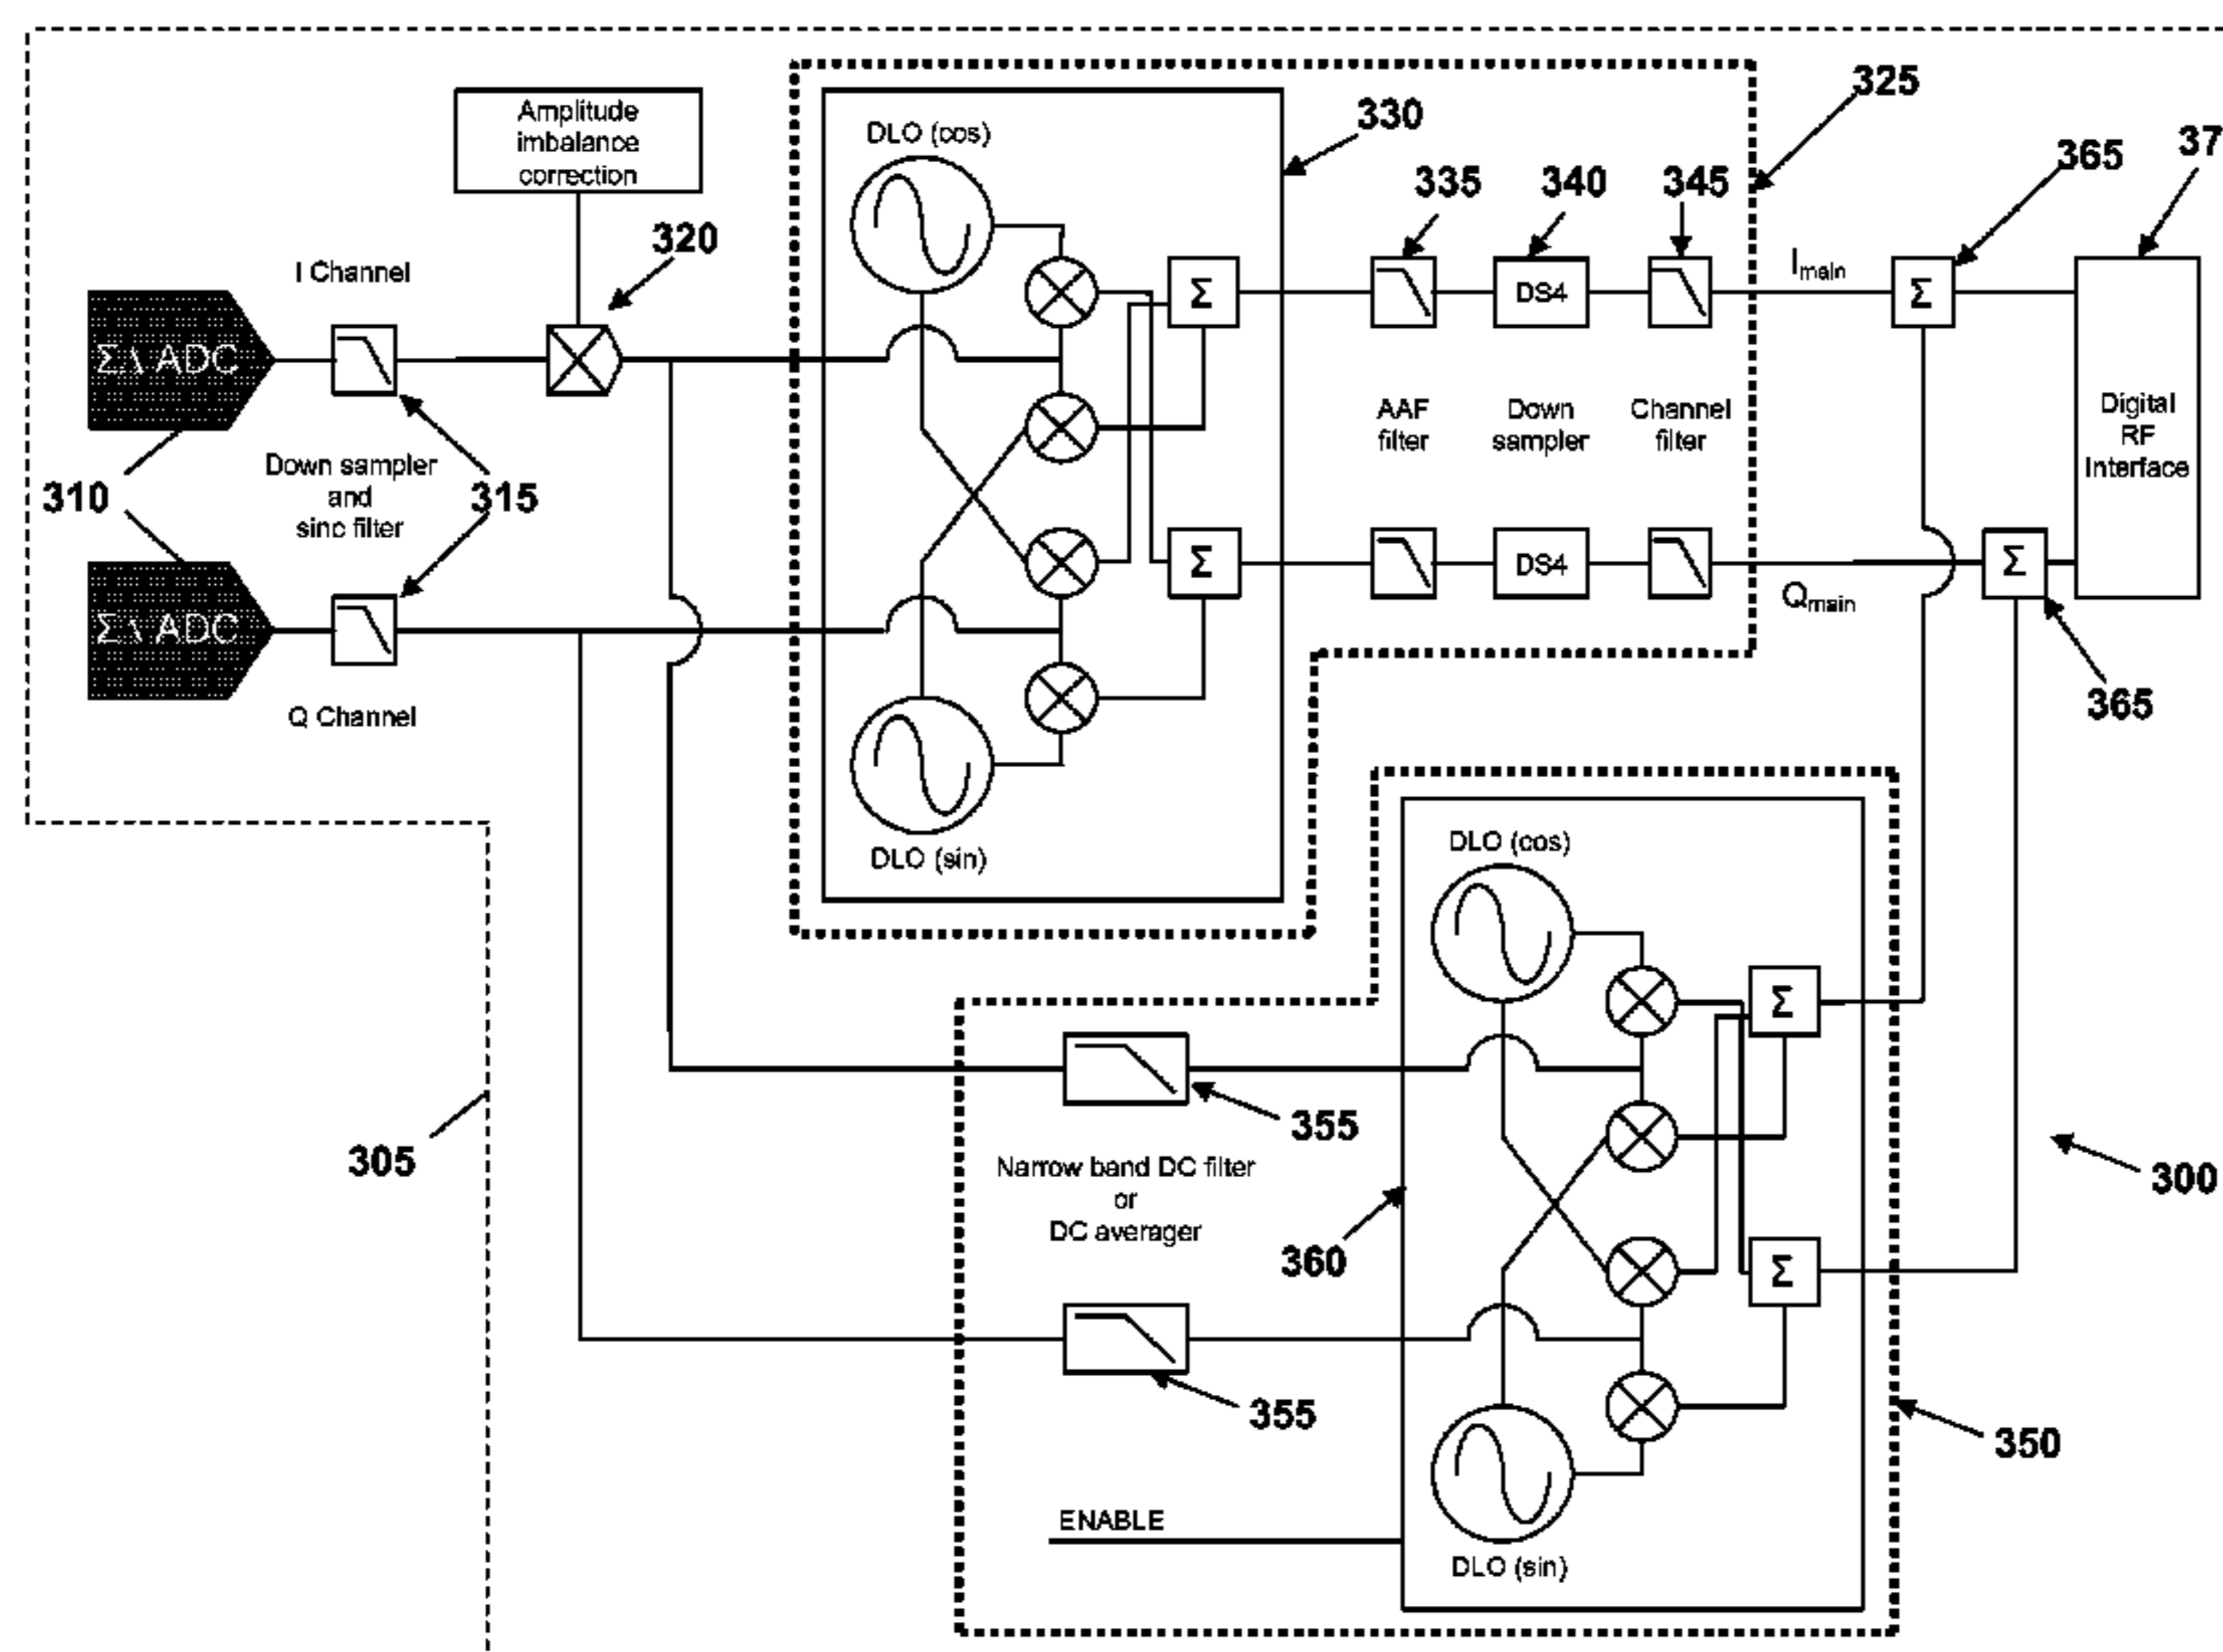 325
330
Amplitude
imbalance
correction
DLO (cos)
365
37
335
340
345
320
I Channel
I main
Σ
DS4
Σ
ΣΔ ADC
AAF
filter
Down
sampler
Channel
filter
Digital
RF
Interface
310
Down sampler
and
sinc filter
315
Σ
DS4
Σ
Q main
ΣΔ ADC
Q Channel
365
DLO (sin)
DLO (cos)
Σ
305
355
Narrow band DC filter
or
DC averager
300
360
Σ
355
350
ENABLE
DLO (sin)